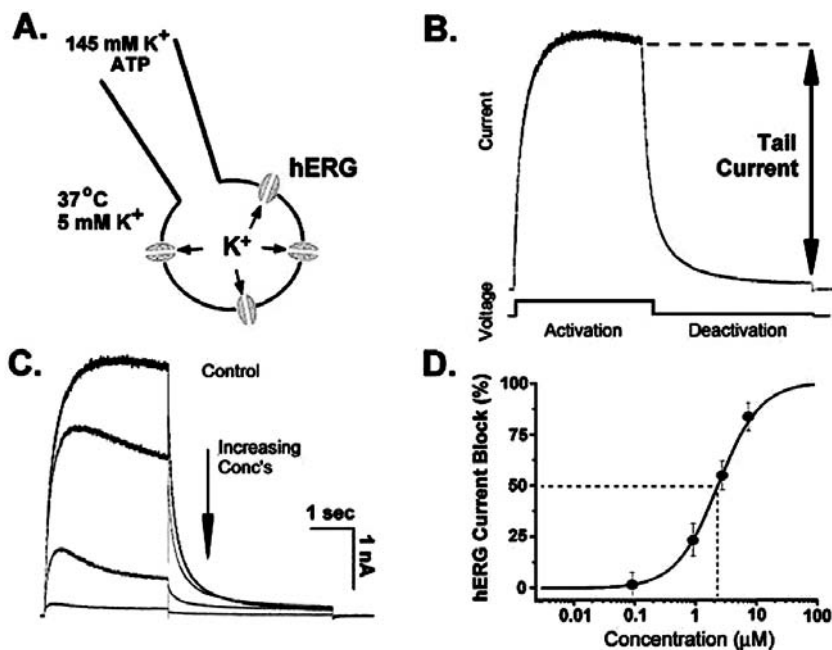 A.
145 mM K+
ATP
hERG
37°C
5 mM K+
K+
B.
Current
Tail
Current
Voltage
Activation
Deactivation
C.
Control
Increasing
Conc's
1 sec
1 nA
D.
hERG Current Block (%)
100
75
50
25
0
0.01
0.1
1
10
100
Concentration (μM)